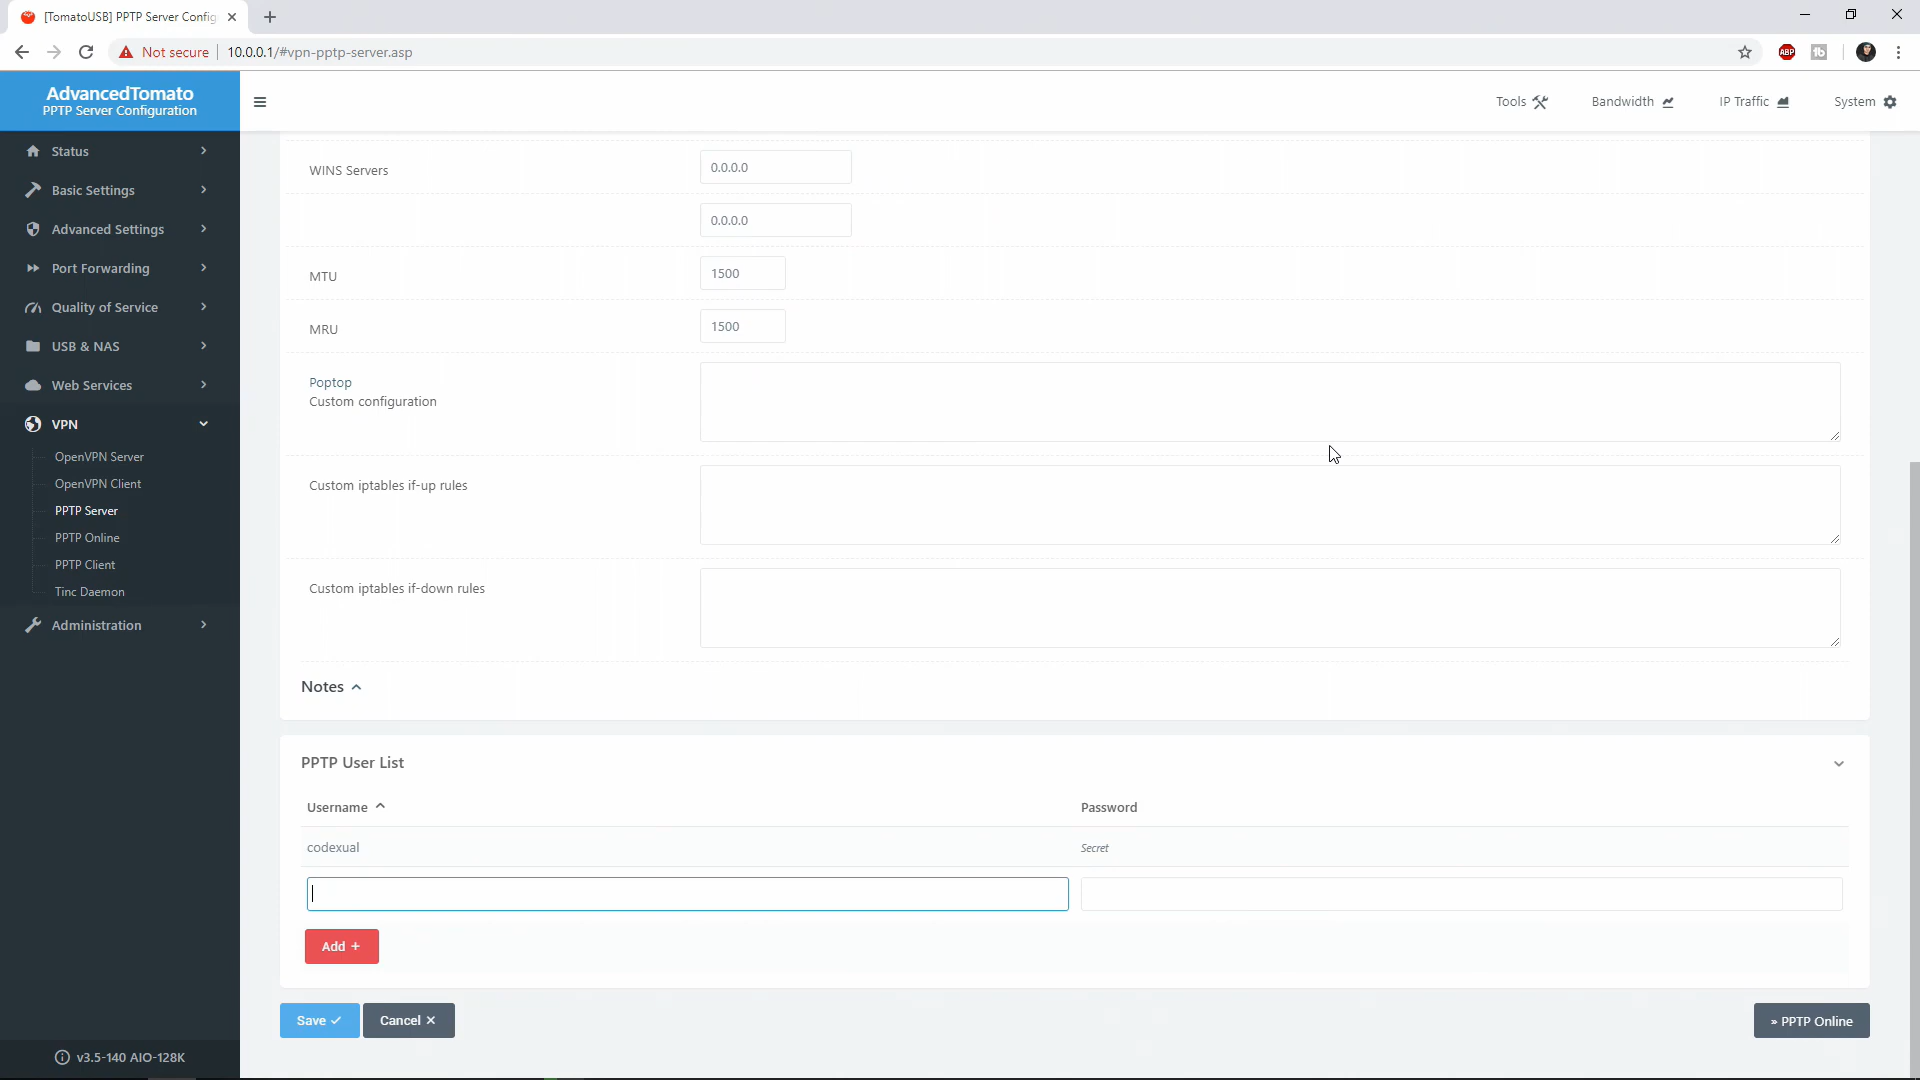 [TomatoUSB] PPTP Server Config
Not secure
10.0.0.1/#vpn-pptp-server.asp
ABP
AdvancedTomato
PPTP Server Configuration
Tools
Bandwidth
IP Traffic
System
Status
Basic Settings
Advanced Settings
Port Forwarding
Quality of Service
USB & NAS
Web Services
VPN
OpenVPN Server
OpenVPN Client
PPTP Server
PPTP Online
PPTP Client
Tinc Daemon
Administration
v3.5-140 AIO-128K
WINS Servers
0.0.0.0
0.0.0.0
MTU
1500
MRU
1500
Poptop
Custom configuration
Custom iptables if-up rules
Custom iptables if-down rules
Notes
PPTP User List
Username
Password
codexual
Secret
Add +
Save
Cancel
» PPTP Online